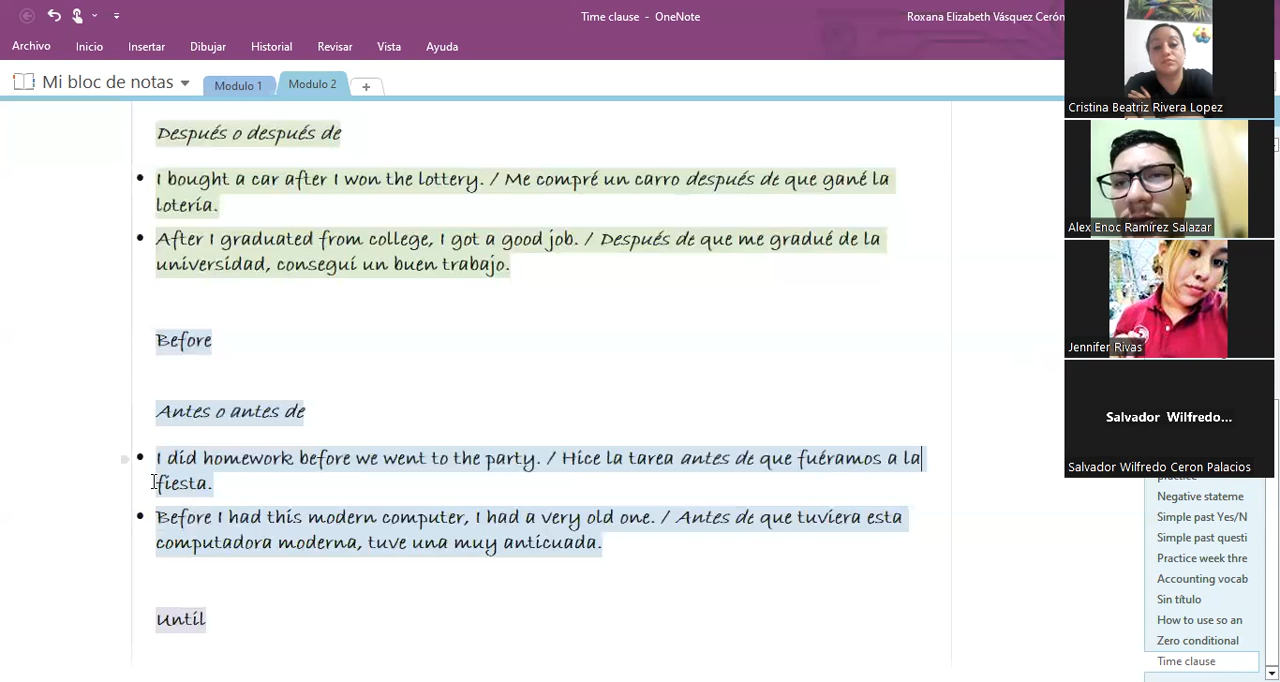 Time clause - OneNote
Roxana Elizabeth Vásquez Cerón
Archivo
Inicio
Insertar
Dibujar
Historial
Revisar
Vista
Ayuda
Mi bloc de notas
Modulo 1
Modulo 2
+
Después o después de
• I bought a car after I won the lottery. / Me compré un carro después de que gané la
lotería.
• After I graduated from college, I got a good job. / Después de que me gradué de la
universidad, conseguí un buen trabajo.
Before
Antes o antes de
• I did homework before we went to the party. / Hice la tarea antes de que fuéramos a la
fiesta.
• Before I had this modern computer, I had a very old one. / Antes de que tuviera esta
computadora moderna, tuve una muy anticuada.
Until
Cristina Beatriz Rivera Lopez
Alex Enoc Ramírez Salazar
Jennifer Rivas
Salvador Wilfredo...
Salvador Wilfredo Ceron Palacios
practice
Negative stateme
Simple past Yes/N
Simple past questi
Practice week thre
Accounting vocab
Sin título
How to use so an
Zero conditional
Time clause